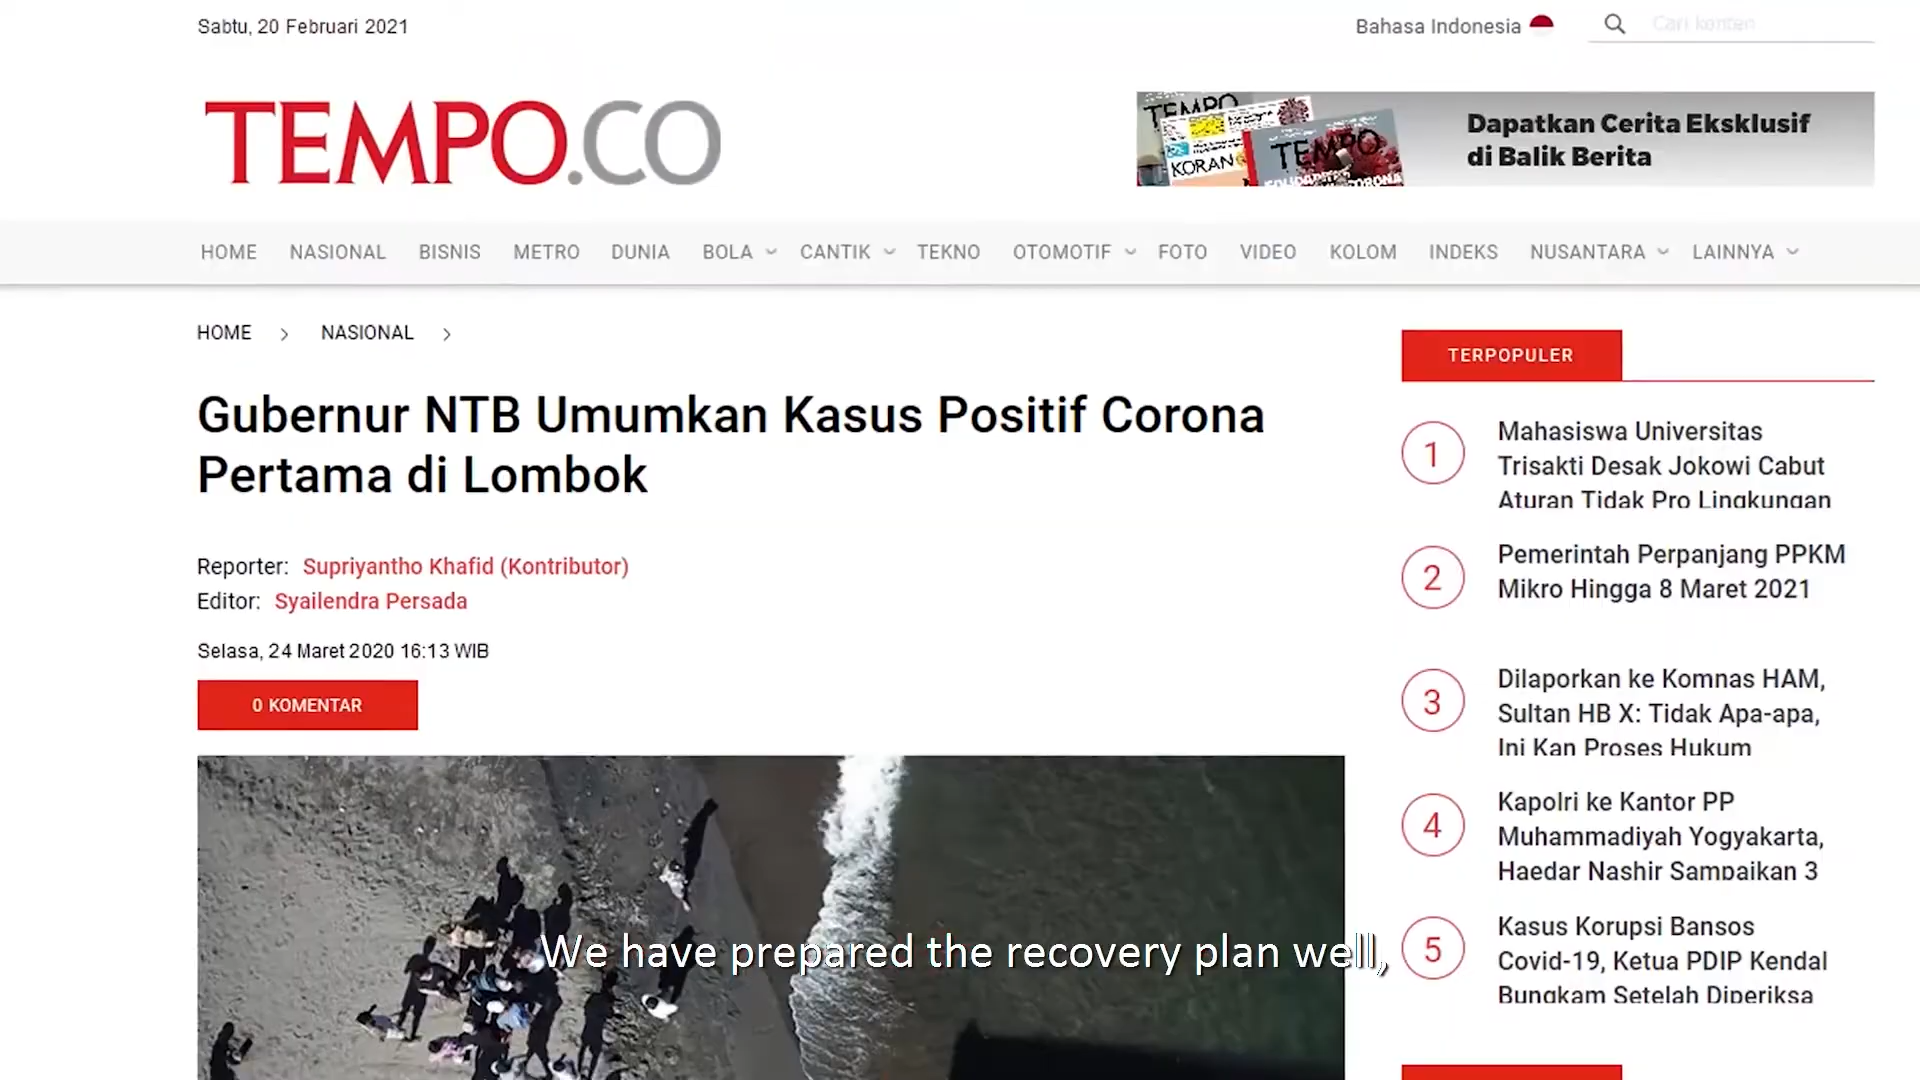 Sabtu, 20 Februari 2021
Bahasa Indonesia
Cari konten
TEMPO.CO
TEMPO
KORAN
TEMPO
Dapatkan Cerita Eksklusif
di Balik Berita
HOME NASIONAL BISNIS METRO DUNIA BOLA CANTIK TEKNO OTOMOTIF FOTO VIDEO KOLOM INDEKS NUSANTARA LAINNYA
HOME > NASIONAL >
Gubernur NTB Umumkan Kasus Positif Corona
Pertama di Lombok
Reporter: Supriyantho Khafid (Kontributor)
Editor: Syailendra Persada
Selasa, 24 Maret 2020 16:13 WIB
0 KOMENTAR
TERPOPULER
1
Mahasiswa Universitas
Trisakti Desak Jokowi Cabut
Aturan Tidak Pro Lingkungan
2
Pemerintah Perpanjang PPKM
Mikro Hingga 8 Maret 2021
3
Dilaporkan ke Komnas HAM,
Sultan HB X: Tidak Apa-apa,
Ini Kan Proses Hukum
4
Kapolri ke Kantor PP
Muhammadiyah Yogyakarta,
Haedar Nashir Sampaikan 3
5
Kasus Korupsi Bansos
Covid-19, Ketua PDIP Kendal
Bungkam Setelah Diperiksa
We have prepared the recovery plan well,